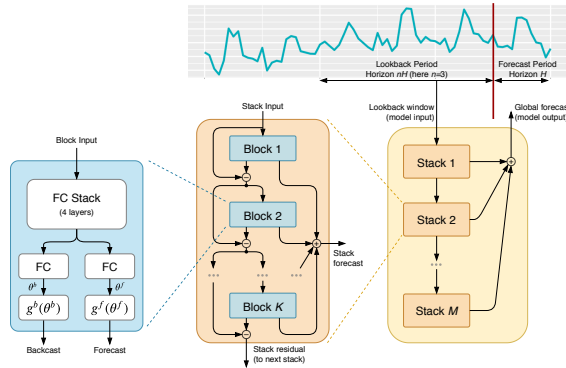 Lookback Period
Horizon nH (here n=3)
Forecast Period
Horizon H
Lookback window
(model input)
Global forecast
(model output)
Stack Input
Block Input
FC Stack
(4 layers)
FC
FC
θᵇ
θᶠ
gᵇ(θᵇ)
gᶠ(θᶠ)
Backcast
Forecast
Block 1
Block 2
...
...
...
Block K
Stack
forecast
Stack residual
(to next stack)
Stack 1
Stack 2
...
Stack M